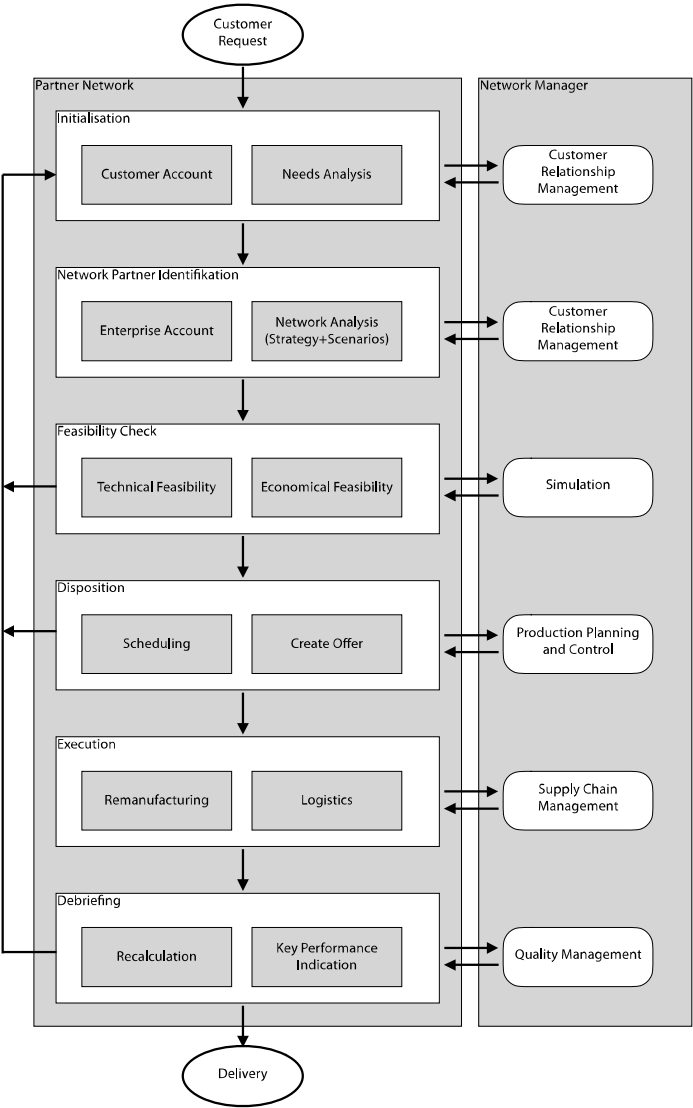 Customer
Request
Partner Network
Network Manager
Initialisation
Customer Account
Needs Analysis
Customer
Relationship
Management
Network Partner Identifikation
Enterprise Account
Network Analysis
(Strategy+Scenarios)
Customer
Relationship
Management
Feasibility Check
Technical Feasibility
Economical Feasibility
Simulation
Disposition
Scheduling
Create Offer
Production Planning
and Control
Execution
Remanufacturing
Logistics
Supply Chain
Management
Debriefing
Recalculation
Key Performance
Indication
Quality Management
Delivery